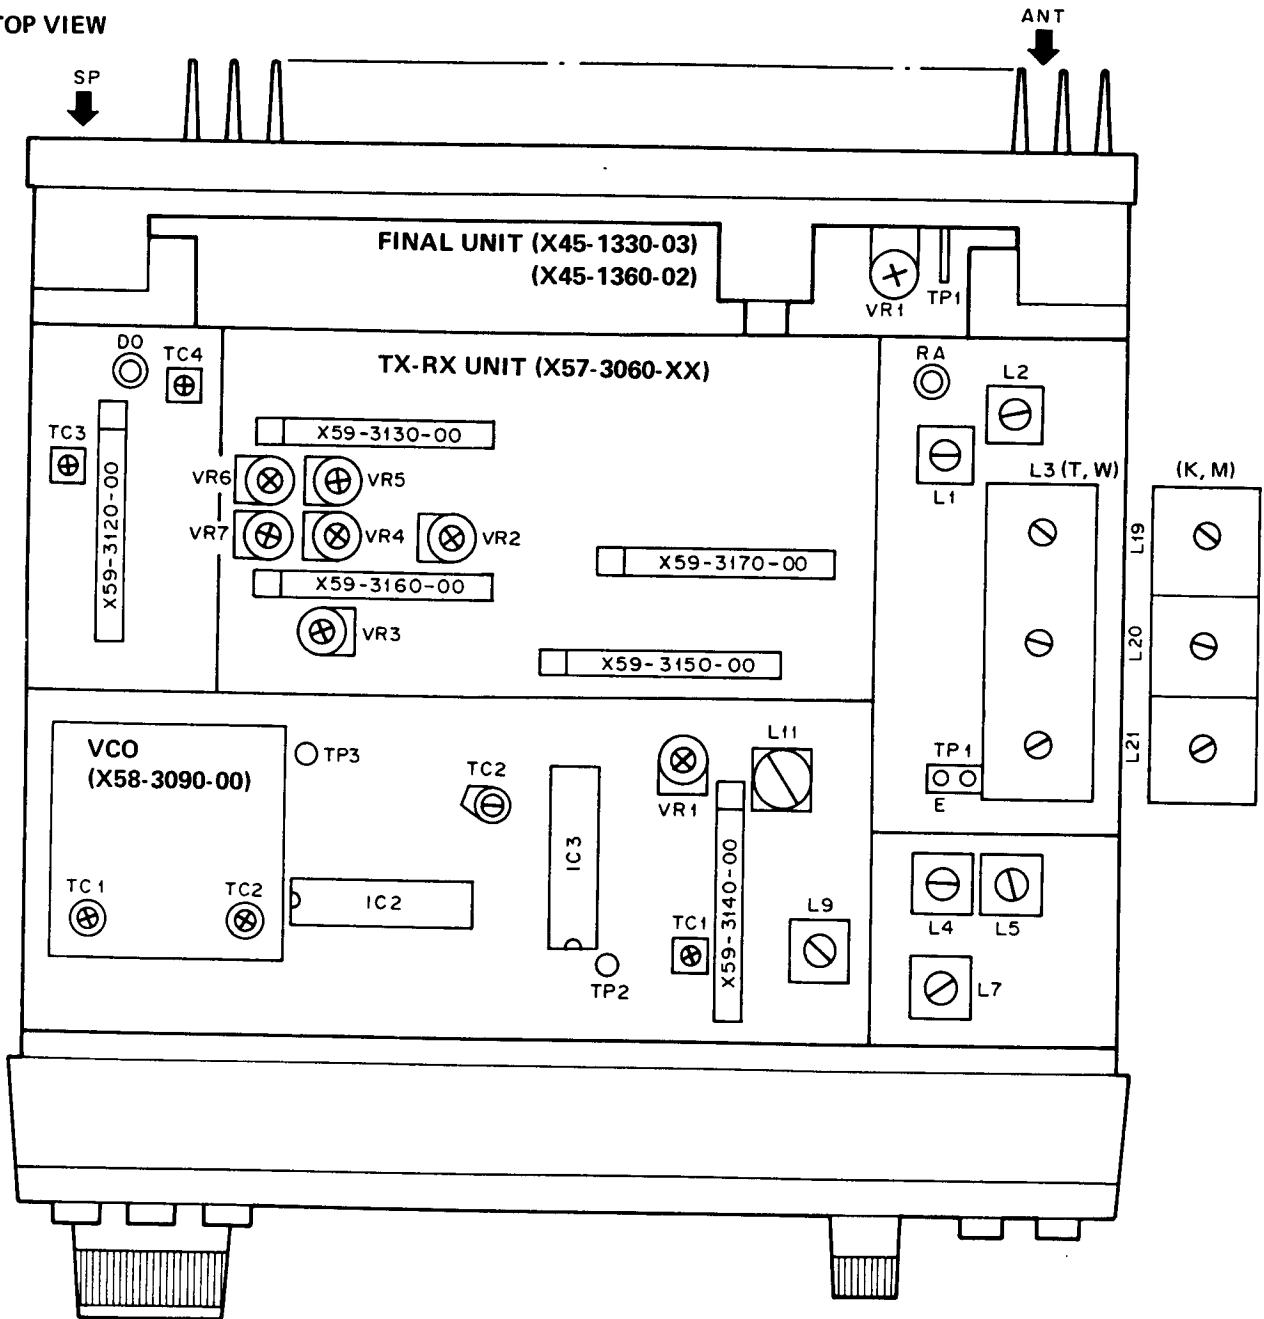 TOP VIEW
ANT
SP
FINAL UNIT (X45-1330-03)
(X45-1360-02)
VR1
TP1
DO
TC4
TX-RX UNIT (X57-3060-XX)
RA
L2
X59-3130-00
TC3
X59-3120-00
VR6
VR5
L1
L3 (T, W)
(K, M)
VR7
VR4
VR2
L19
X59-3160-00
X59-3170-00
VR3
L20
X59-3150-00
VCO
(X58-3090-00)
TP3
TC2
L11
VR1
TP1
E
L21
IC3
X59-3140-00
TC1
TC2
IC2
TC1
L9
L4
L5
TP2
L7